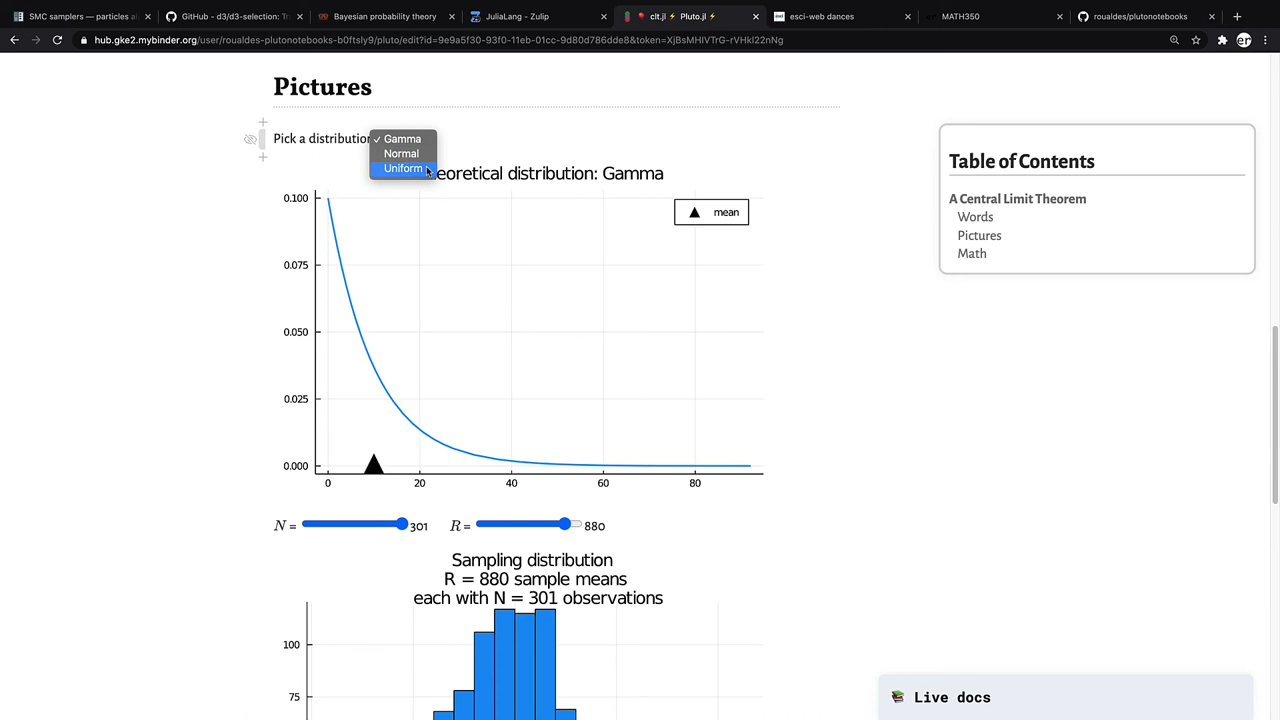 SMC samplers — particles al
GitHub - d3/d3-selection: Tr
Bayesian probability theory
JuliaLang - Zulip
clt.jl ⚡ Pluto.jl ⚡
esci-web dances
MATH350
roualdes/plutonotebooks
hub.gke2.mybinder.org/user/roualdes-plutonotebooks-b0ftsly9/pluto/edit?id=9e9a5f30-93f0-11eb-01cc-9d80d786dde8&token=XjBsMHIVTrG-rVHkl22nNg
er
Pictures
Pick a distribution
✓ Gamma
Normal
Uniform
eoretical distribution: Gamma
mean
0.100
0.075
0.050
0.025
0.000
0 20 40 60 80
N = 301 R = 880
Sampling distribution
R = 880 sample means
each with N = 301 observations
100
75
Table of Contents
A Central Limit Theorem
Words
Pictures
Math
Live docs